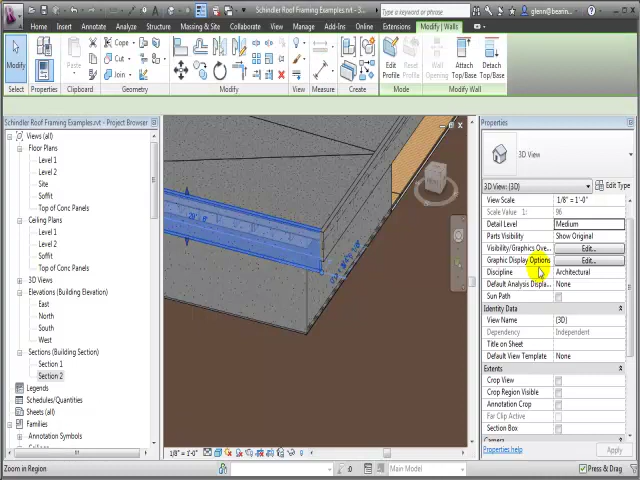 Schindler Roof Framing Examples.rvt - P...
Type a keyword or phrase
glenn@bearin...
Home Insert Annotate Analyze Structure Massing & Site Collaborate View Manage Add-Ins Extensions Modify | Walls
Modify Properties Paste Cope Cut Join Edit Profile Reset Profile Wall Opening Attach Top/Base Detach Top/Base
Select Properties Clipboard Geometry Modify View Measure Create Mode Modify Wall
Schindler Roof Framing Examples.rvt - Project Browser
Views (all)
Floor Plans
Level 1
Level 2
Site
Soffit
Top of Conc Panels
Ceiling Plans
Level 1
Level 2
Soffit
Top of Conc Panels
3D Views
Elevations (Building Elevation)
East
North
South
West
Sections (Building Section)
Section 1
Section 2
Legends
Schedules/Quantities
Sheets (all)
Families
Annotation Symbols
1/8" = 1'-0"
Properties
3D View
3D View: {3D} Edit Type
View Scale 1/8" = 1'-0"
Scale Value 1: 96
Detail Level Medium
Parts Visibility Show Original
Visibility/Graphics Ove... Edit...
Graphic Display Options Edit...
Discipline Architectural
Default Analysis Displa... None
Sun Path
Identity Data
View Name {3D}
Dependency Independent
Title on Sheet
Default View Template None
Extents
Crop View
Crop Region Visible
Annotation Crop
Far Clip Active
Section Box
Camera
Properties help Apply
Zoom in Region :0 Main Model Press & Drag